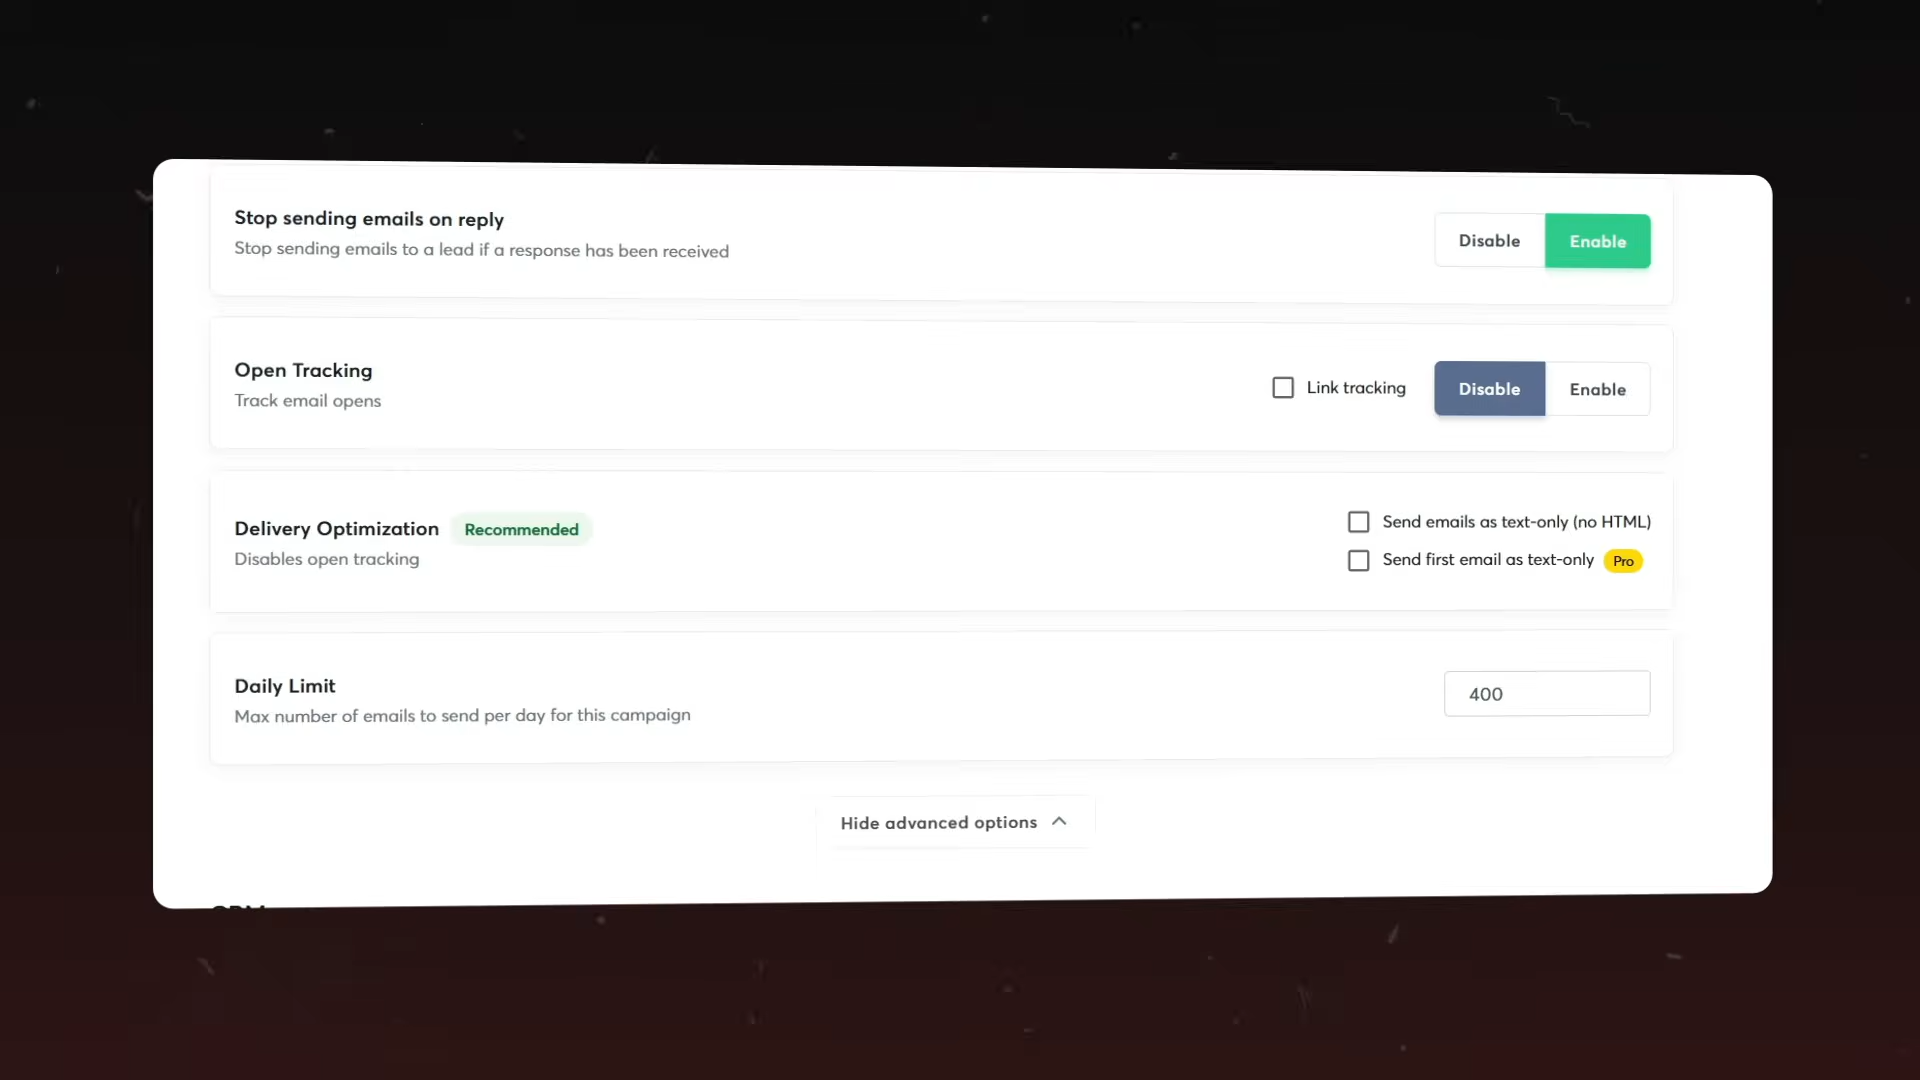 Stop sending emails on reply
Stop sending emails to a lead if a response has been received
Disable
Enable
Open Tracking
Track email opens
Link tracking
Disable
Enable
Delivery Optimization
Recommended
Disables open tracking
Send emails as text-only (no HTML)
Send first email as text-only
Pro
Daily Limit
Max number of emails to send per day for this campaign
400
Hide advanced options